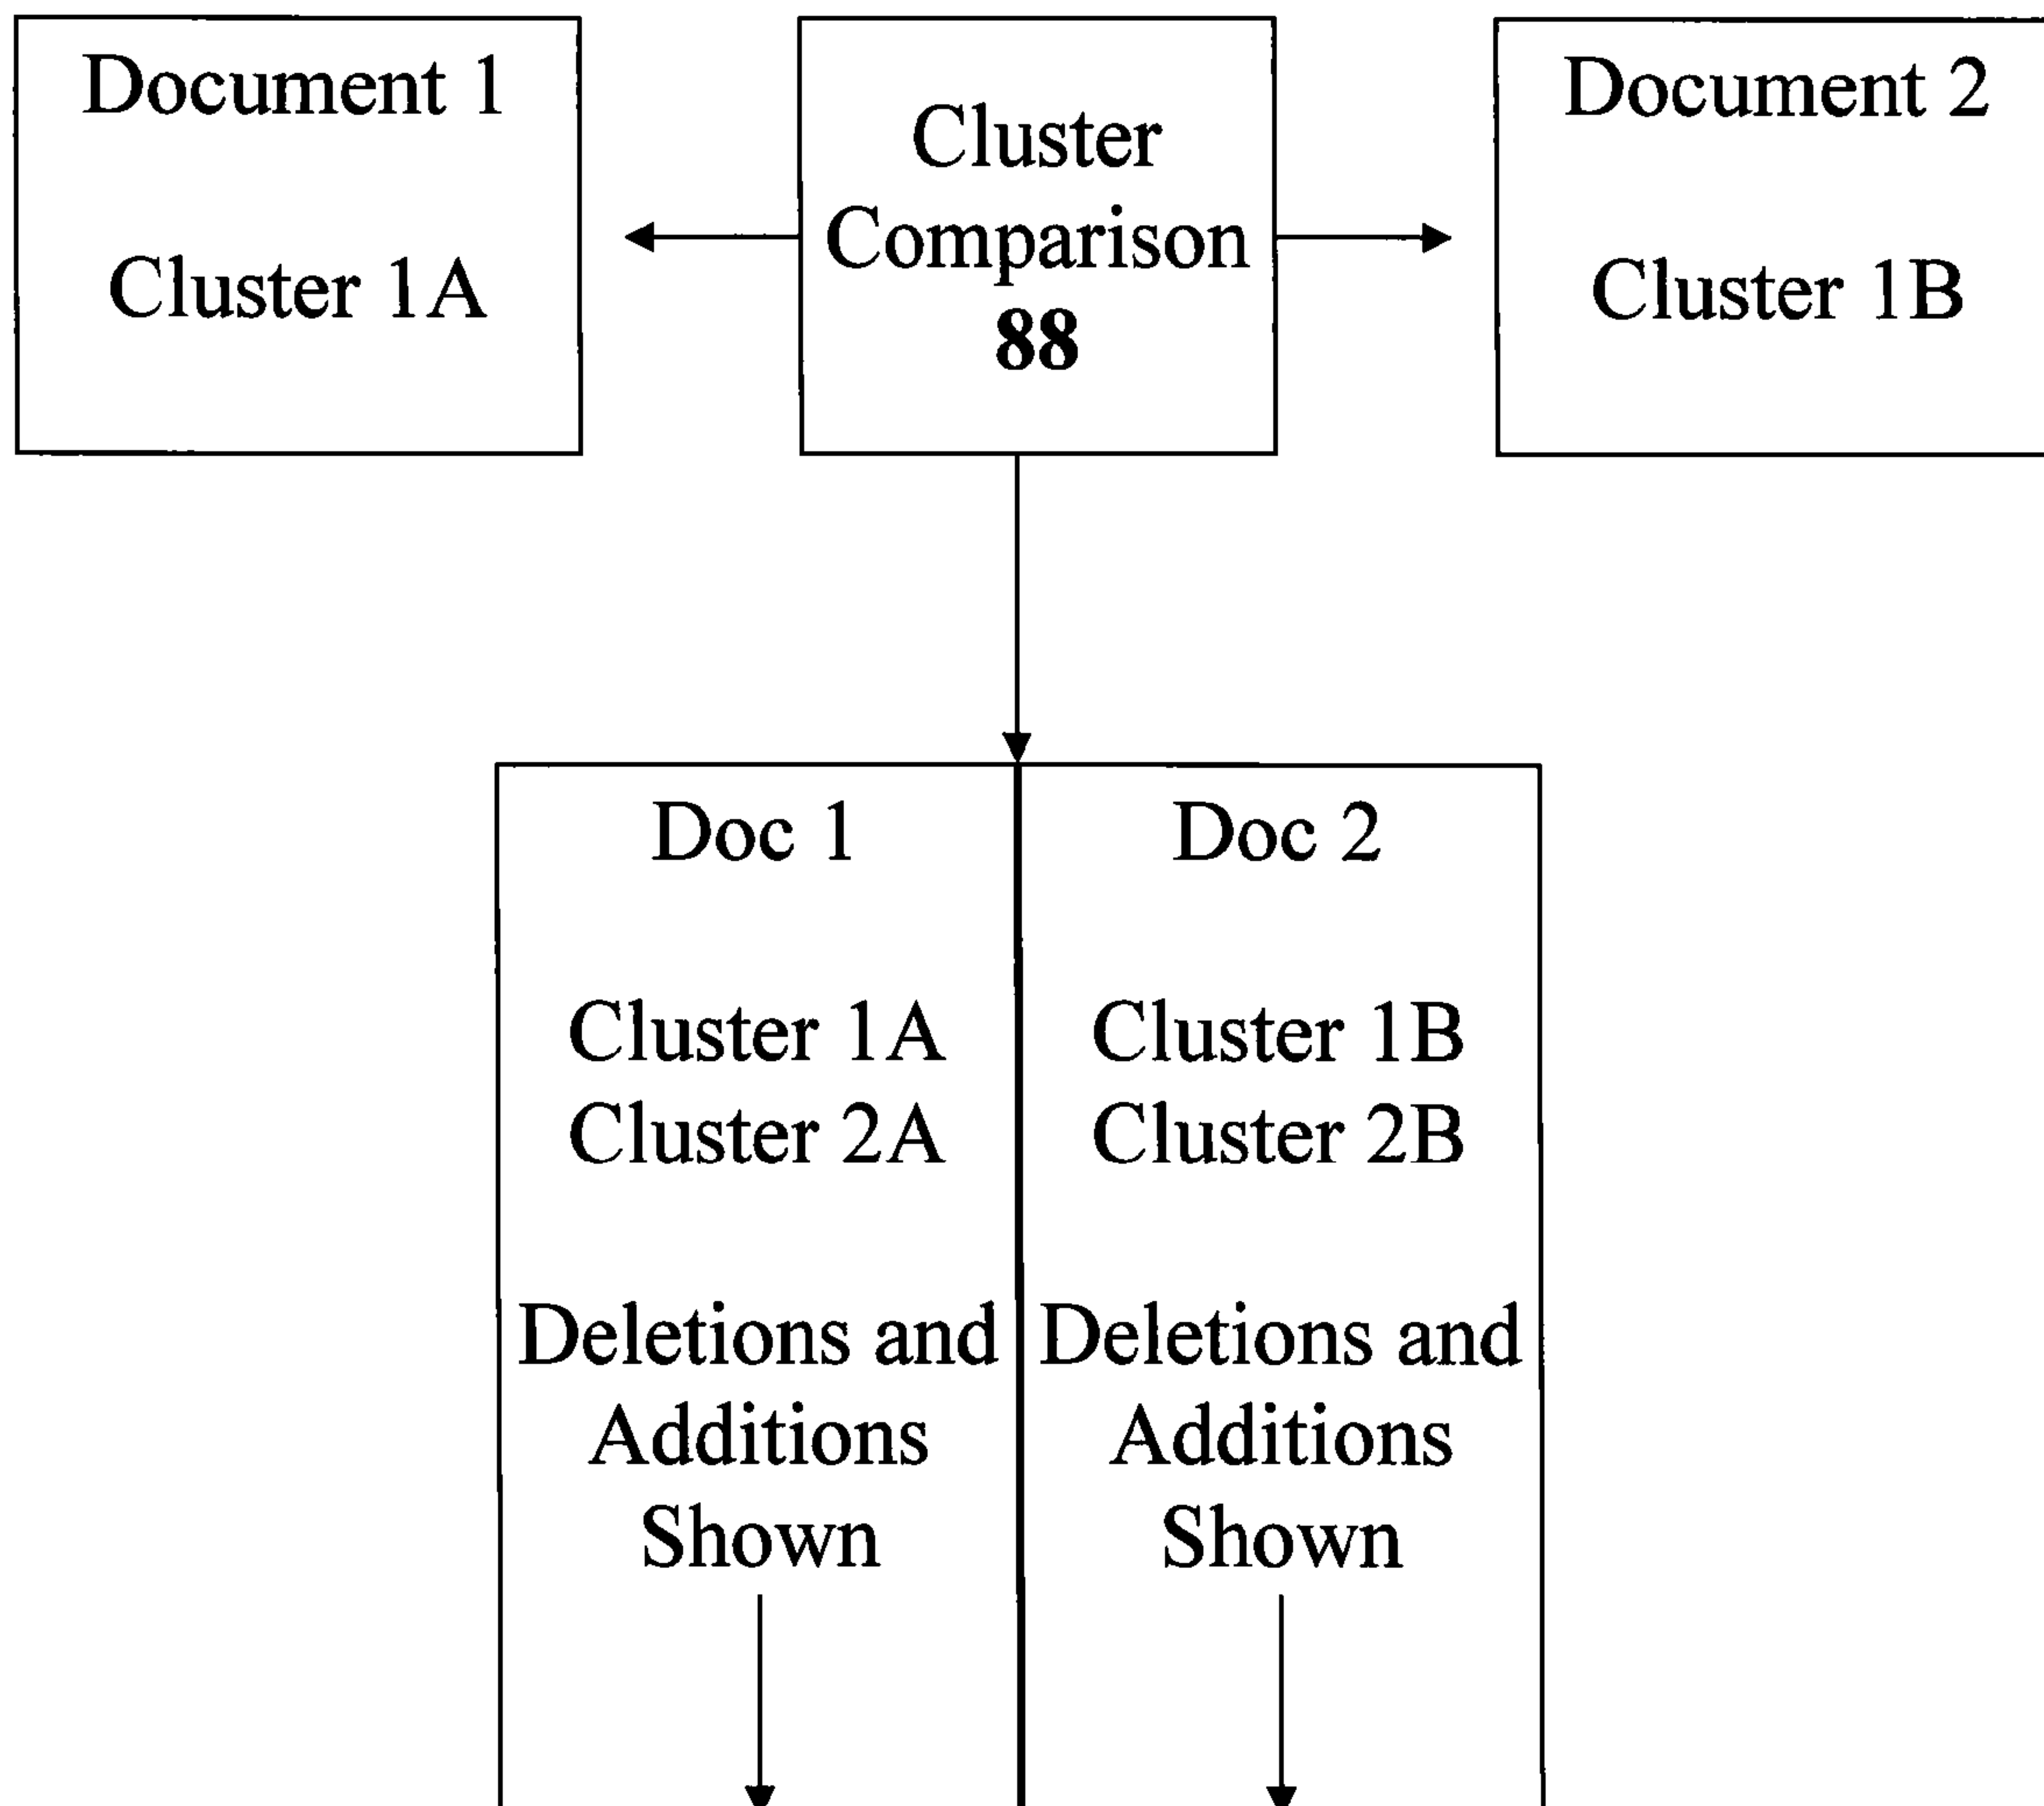 Document 1
Cluster 1A
Cluster
Comparison
88
Document 2
Cluster 1B
Doc 1
Cluster 1A
Cluster 2A
Deletions and
Additions
Shown
Doc 2
Cluster 1B
Cluster 2B
Deletions and
Additions
Shown